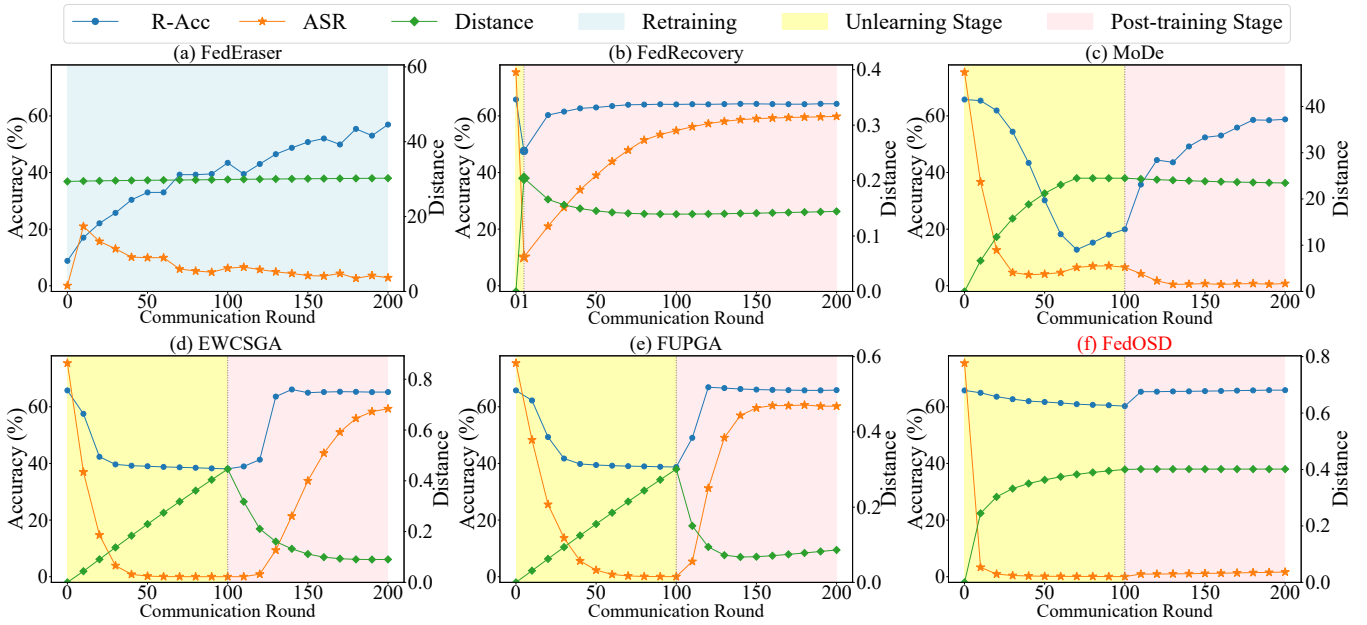 R-Acc ASR Distance Retraining Unlearning Stage Post-training Stage
(a) FedEraser
Accuracy (%)
60
40
20
0
60
40
20
0
Distance
0 50 100 150 200
Communication Round
(b) FedRecovery
Accuracy (%)
60
40
20
0
0.4
0.3
0.2
0.1
0.0
Distance
0 1 50 100 150 200
Communication Round
(c) MoDe
Accuracy (%)
60
40
20
0
40
30
20
10
0
Distance
0 50 100 150 200
Communication Round
(d) EWCSGA
Accuracy (%)
60
40
20
0
0.8
0.6
0.4
0.2
0.0
Distance
0 50 100 150 200
Communication Round
(e) FUPGA
Accuracy (%)
60
40
20
0
0.6
0.4
0.2
0.0
Distance
0 50 100 150 200
Communication Round
(f) FedOSD
Accuracy (%)
60
40
20
0
0.8
0.6
0.4
0.2
0.0
Distance
0 50 100 150 200
Communication Round